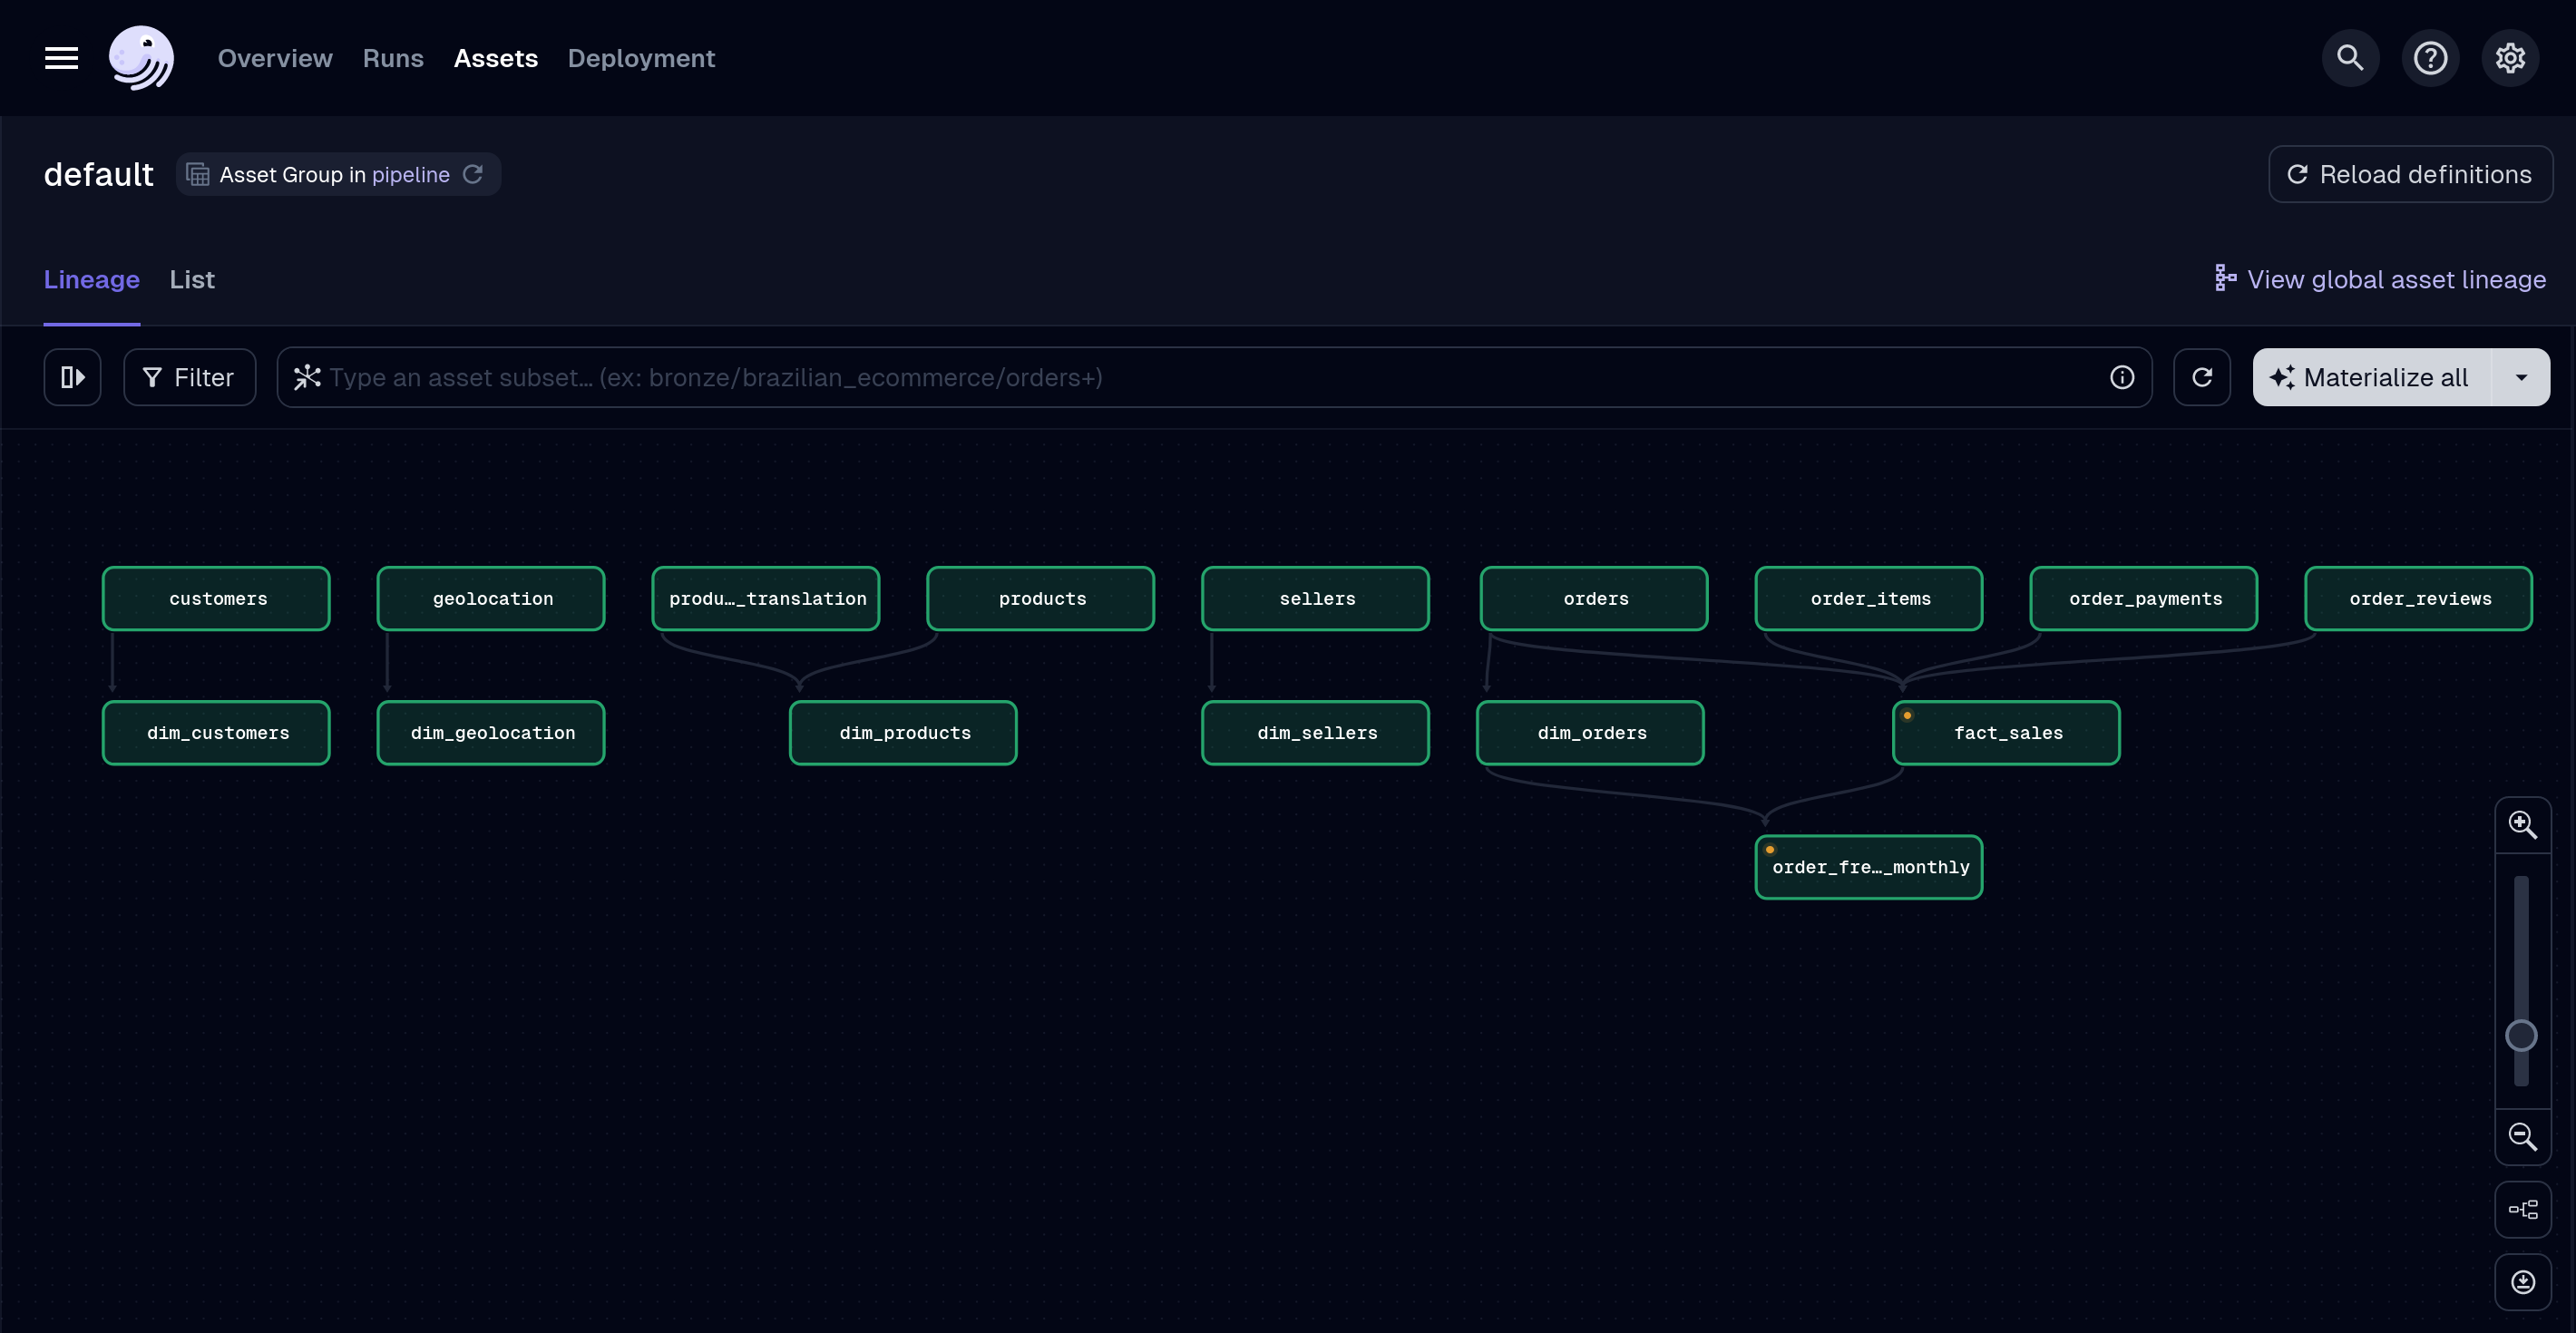 Overview Runs Assets Deployment
default Asset Group in pipeline Reload definitions
Lineage List View global asset lineage
Filter Type an asset subset… (ex: bronze/brazilian_ecommerce/orders+) Materialize all
customers geolocation produ…_translation products sellers orders order_items order_payments order_reviews
dim_customers dim_geolocation dim_products dim_sellers dim_orders fact_sales
order_fre…_monthly